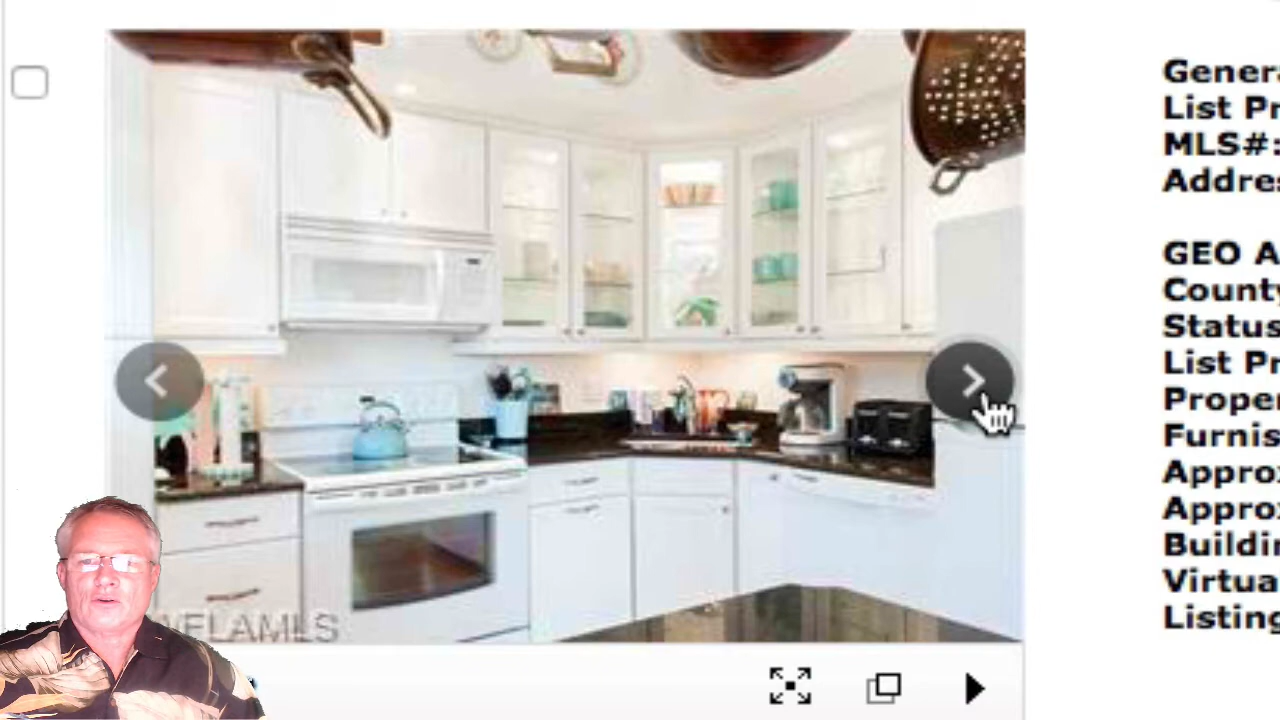 Genera
List Pr
MLS#:
Addres
GEO A
County
Status
List Pr
Proper
Furnis
Approx
Approx
Buildin
Virtua
Listing
WFLAMLS